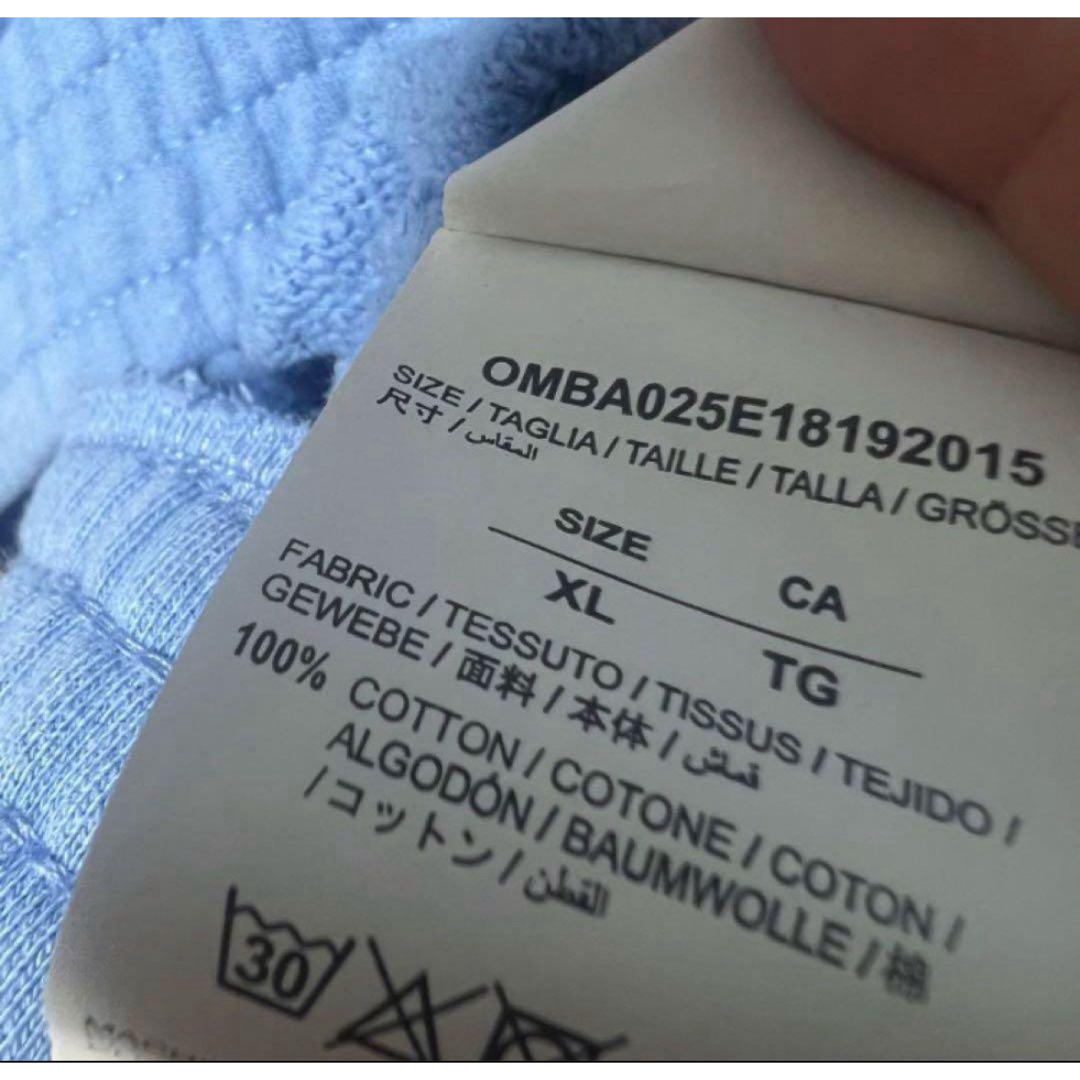 OMBA025E18192015
SIZE / TAGLIA / TAILLE / TALLA / GRÖSSE
尺寸 / المقاس
SIZE CA
XL TG
FABRIC / TESSUTO / TISSUS / TEJIDO /
GEWEBE / 面料 / 本体 / قماش
100% COTTON / COTONE / COTON /
ALGODÓN / BAUMWOLLE / 棉
/ コットン / القطن
30